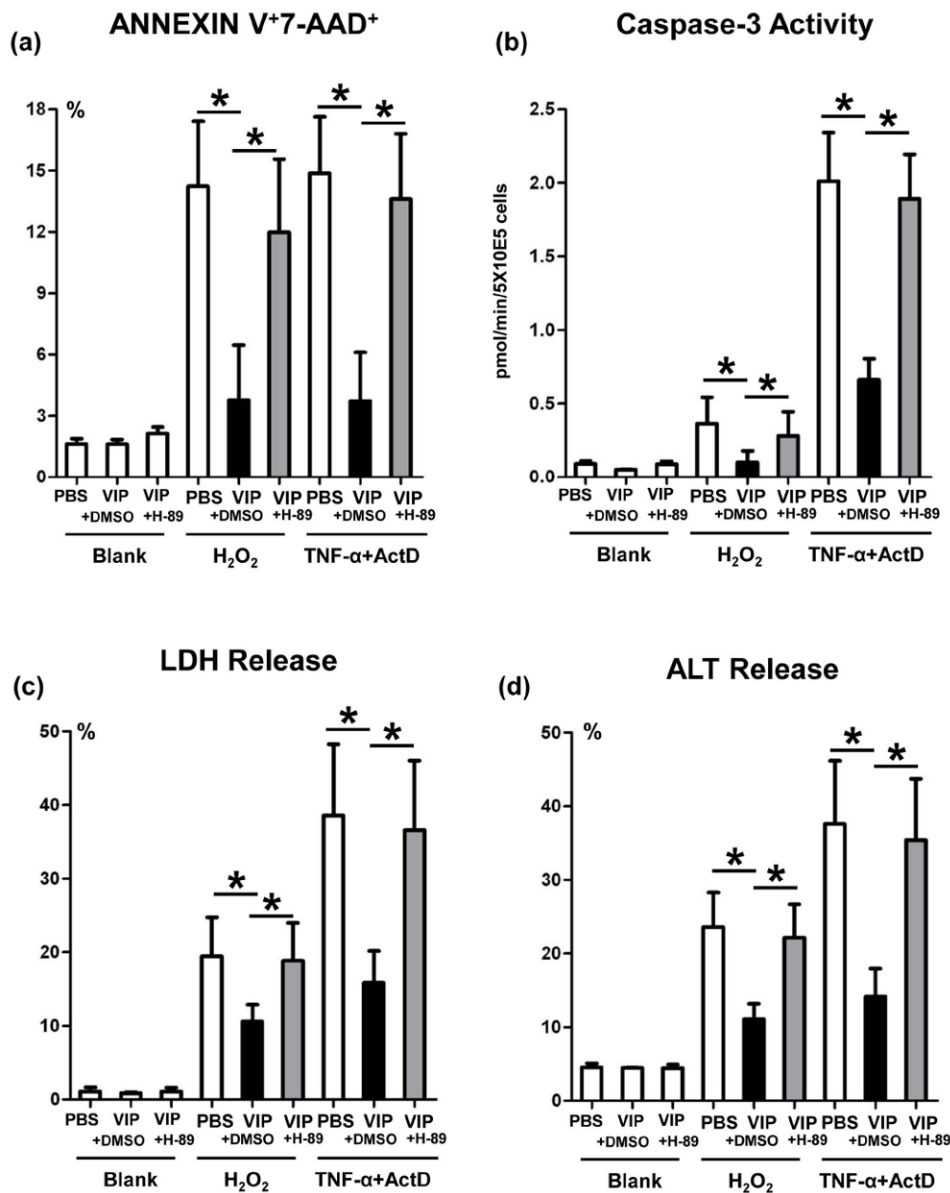 (a)
ANNEXIN V⁺7-AAD⁺
%
18
15
12
9
6
3
0
* * * *
PBS VIP VIP PBS VIP VIP PBS VIP VIP
+DMSO +H-89 +DMSO +H-89 +DMSO +H-89
Blank H₂O₂ TNF-α+ActD
(b)
Caspase-3 Activity
pmol/min/5X10E5 cells
2.5
2.0
1.5
1.0
0.5
0.0
* * * *
PBS VIP VIP PBS VIP VIP PBS VIP VIP
+DMSO +H-89 +DMSO +H-89 +DMSO +H-89
Blank H₂O₂ TNF-α+ActD
(c)
LDH Release
%
50
40
30
20
10
0
* * * *
PBS VIP VIP PBS VIP VIP PBS VIP VIP
+DMSO +H-89 +DMSO +H-89 +DMSO +H-89
Blank H₂O₂ TNF-α+ActD
(d)
ALT Release
%
50
40
30
20
10
0
* * * *
PBS VIP VIP PBS VIP VIP PBS VIP VIP
+DMSO +H-89 +DMSO +H-89 +DMSO +H-89
Blank H₂O₂ TNF-α+ActD